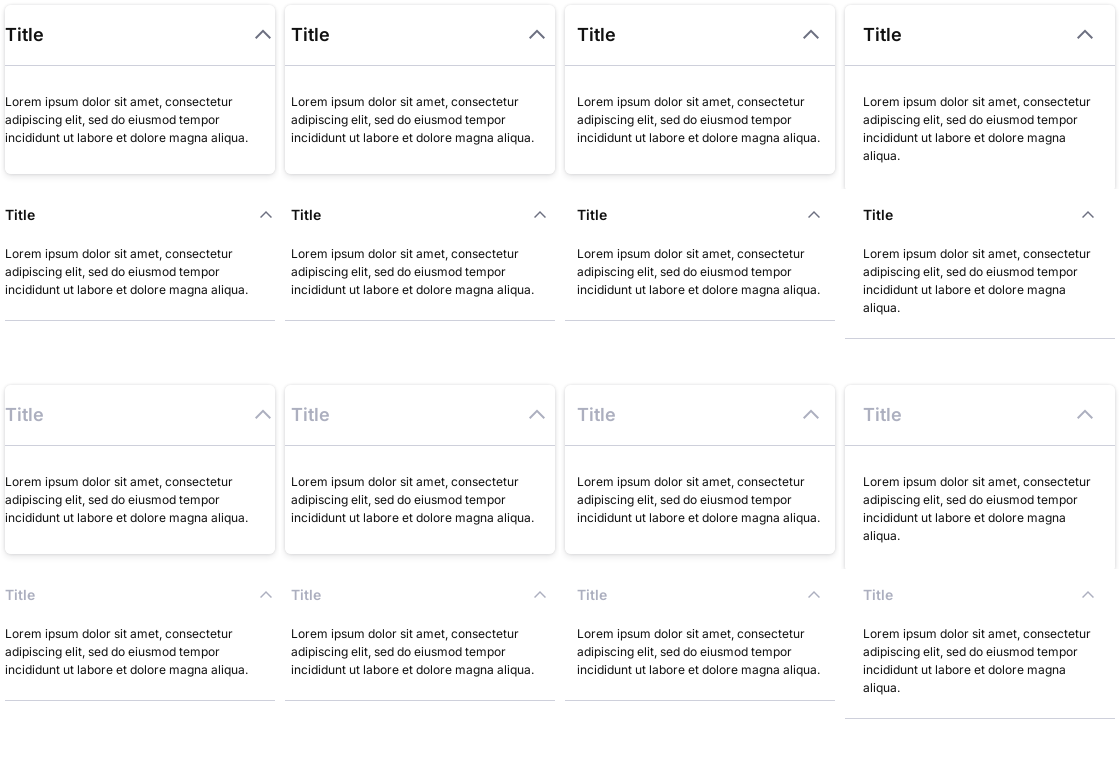 Title
Lorem ipsum dolor sit amet, consectetur
adipiscing elit, sed do eiusmod tempor
incididunt ut labore et dolore magna aliqua.
Title
Lorem ipsum dolor sit amet, consectetur
adipiscing elit, sed do eiusmod tempor
incididunt ut labore et dolore magna aliqua.
Title
Lorem ipsum dolor sit amet, consectetur
adipiscing elit, sed do eiusmod tempor
incididunt ut labore et dolore magna aliqua.
Title
Lorem ipsum dolor sit amet, consectetur
adipiscing elit, sed do eiusmod tempor
incididunt ut labore et dolore magna
aliqua.
Title
Lorem ipsum dolor sit amet, consectetur
adipiscing elit, sed do eiusmod tempor
incididunt ut labore et dolore magna aliqua.
Title
Lorem ipsum dolor sit amet, consectetur
adipiscing elit, sed do eiusmod tempor
incididunt ut labore et dolore magna aliqua.
Title
Lorem ipsum dolor sit amet, consectetur
adipiscing elit, sed do eiusmod tempor
incididunt ut labore et dolore magna aliqua.
Title
Lorem ipsum dolor sit amet, consectetur
adipiscing elit, sed do eiusmod tempor
incididunt ut labore et dolore magna
aliqua.
Title
Lorem ipsum dolor sit amet, consectetur
adipiscing elit, sed do eiusmod tempor
incididunt ut labore et dolore magna aliqua.
Title
Lorem ipsum dolor sit amet, consectetur
adipiscing elit, sed do eiusmod tempor
incididunt ut labore et dolore magna aliqua.
Title
Lorem ipsum dolor sit amet, consectetur
adipiscing elit, sed do eiusmod tempor
incididunt ut labore et dolore magna aliqua.
Title
Lorem ipsum dolor sit amet, consectetur
adipiscing elit, sed do eiusmod tempor
incididunt ut labore et dolore magna
aliqua.
Title
Lorem ipsum dolor sit amet, consectetur
adipiscing elit, sed do eiusmod tempor
incididunt ut labore et dolore magna aliqua.
Title
Lorem ipsum dolor sit amet, consectetur
adipiscing elit, sed do eiusmod tempor
incididunt ut labore et dolore magna aliqua.
Title
Lorem ipsum dolor sit amet, consectetur
adipiscing elit, sed do eiusmod tempor
incididunt ut labore et dolore magna aliqua.
Title
Lorem ipsum dolor sit amet, consectetur
adipiscing elit, sed do eiusmod tempor
incididunt ut labore et dolore magna
aliqua.